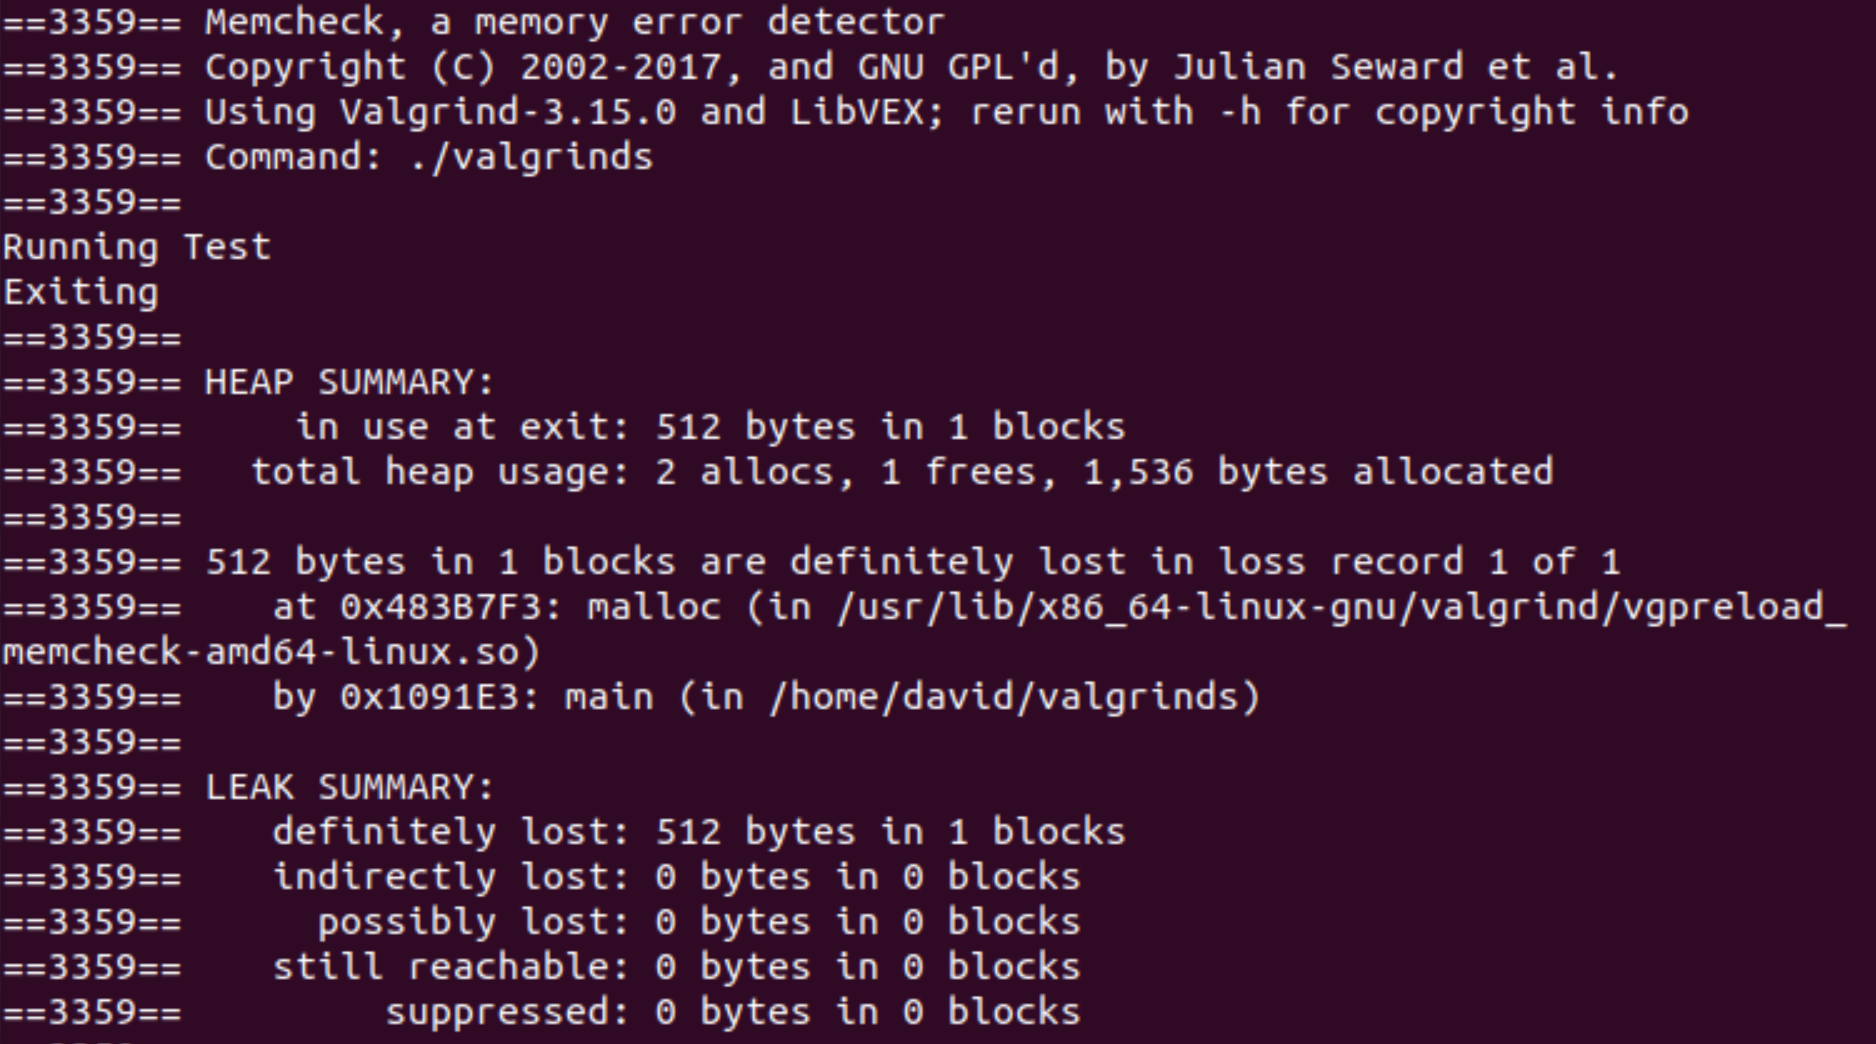 ==3359== Memcheck, a memory error detector
==3359== Copyright (C) 2002-2017, and GNU GPL'd, by Julian Seward et al.
==3359== Using Valgrind-3.15.0 and LibVEX; rerun with -h for copyright info
==3359== Command: ./valgrinds
==3359==
Running Test
Exiting
==3359==
==3359== HEAP SUMMARY:
==3359==     in use at exit: 512 bytes in 1 blocks
==3359==   total heap usage: 2 allocs, 1 frees, 1,536 bytes allocated
==3359==
==3359== 512 bytes in 1 blocks are definitely lost in loss record 1 of 1
==3359==    at 0x483B7F3: malloc (in /usr/lib/x86_64-linux-gnu/valgrind/vgpreload_
memcheck-amd64-linux.so)
==3359==    by 0x1091E3: main (in /home/david/valgrinds)
==3359==
==3359== LEAK SUMMARY:
==3359==    definitely lost: 512 bytes in 1 blocks
==3359==    indirectly lost: 0 bytes in 0 blocks
==3359==      possibly lost: 0 bytes in 0 blocks
==3359==    still reachable: 0 bytes in 0 blocks
==3359==         suppressed: 0 bytes in 0 blocks